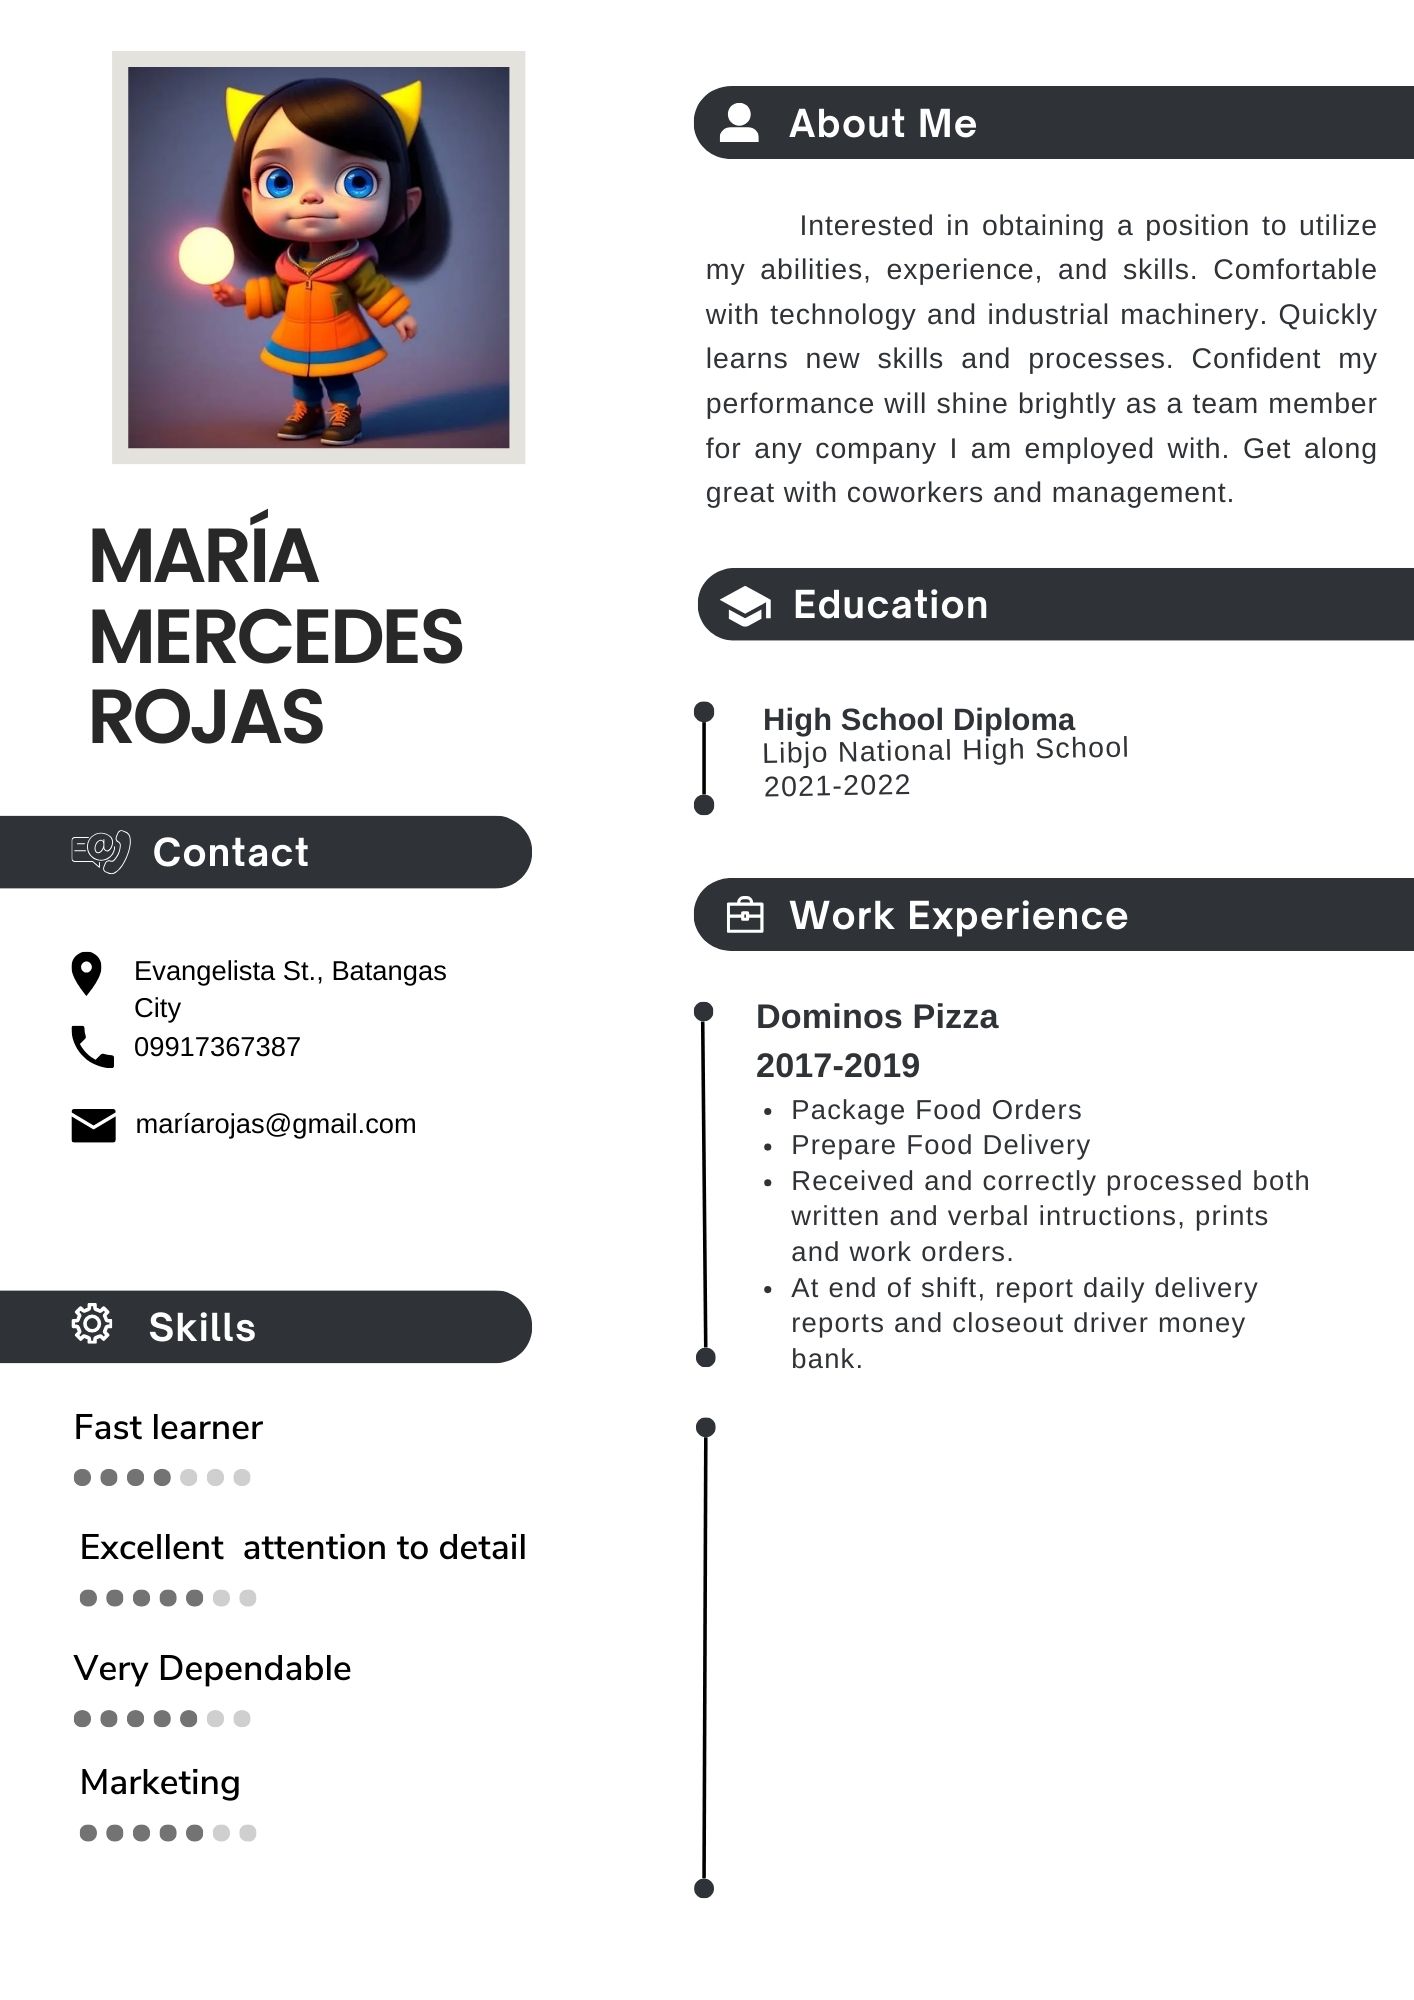 MARÍA
MERCEDES
ROJAS
Contact
Evangelista St., Batangas
City
09917367387
maríarojas@gmail.com
Skills
Fast learner
Excellent  attention to detail
Very Dependable
Marketing
About Me
Interested in obtaining a position to utilize
my abilities, experience, and skills. Comfortable
with technology and industrial machinery. Quickly
learns new skills and processes. Confident my
performance will shine brightly as a team member
for any company I am employed with. Get along
great with coworkers and management.
Education
High School Diploma
Libjo National High School
2021-2022
Work Experience
Dominos Pizza
2017-2019
• Package Food Orders
• Prepare Food Delivery
• Received and correctly processed both
written and verbal intructions, prints
and work orders.
• At end of shift, report daily delivery
reports and closeout driver money
bank.